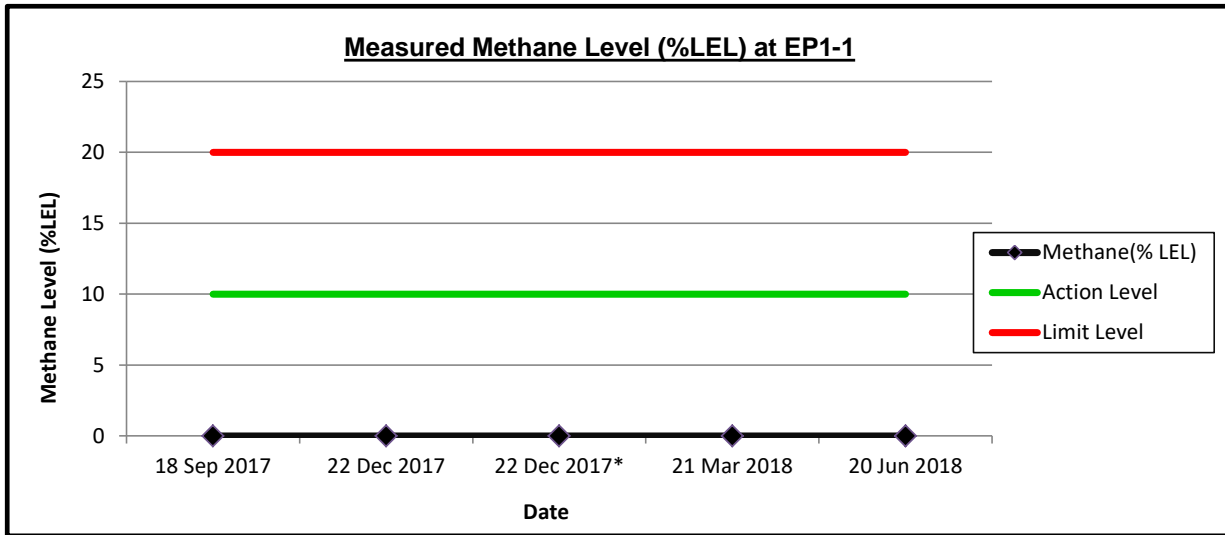 Measured Methane Level (%LEL) at EP1-1
25
20
15
10
5
0
Methane Level (%LEL)
18 Sep 2017
22 Dec 2017
22 Dec 2017*
21 Mar 2018
20 Jun 2018
Date
Methane(% LEL)
Action Level
Limit Level